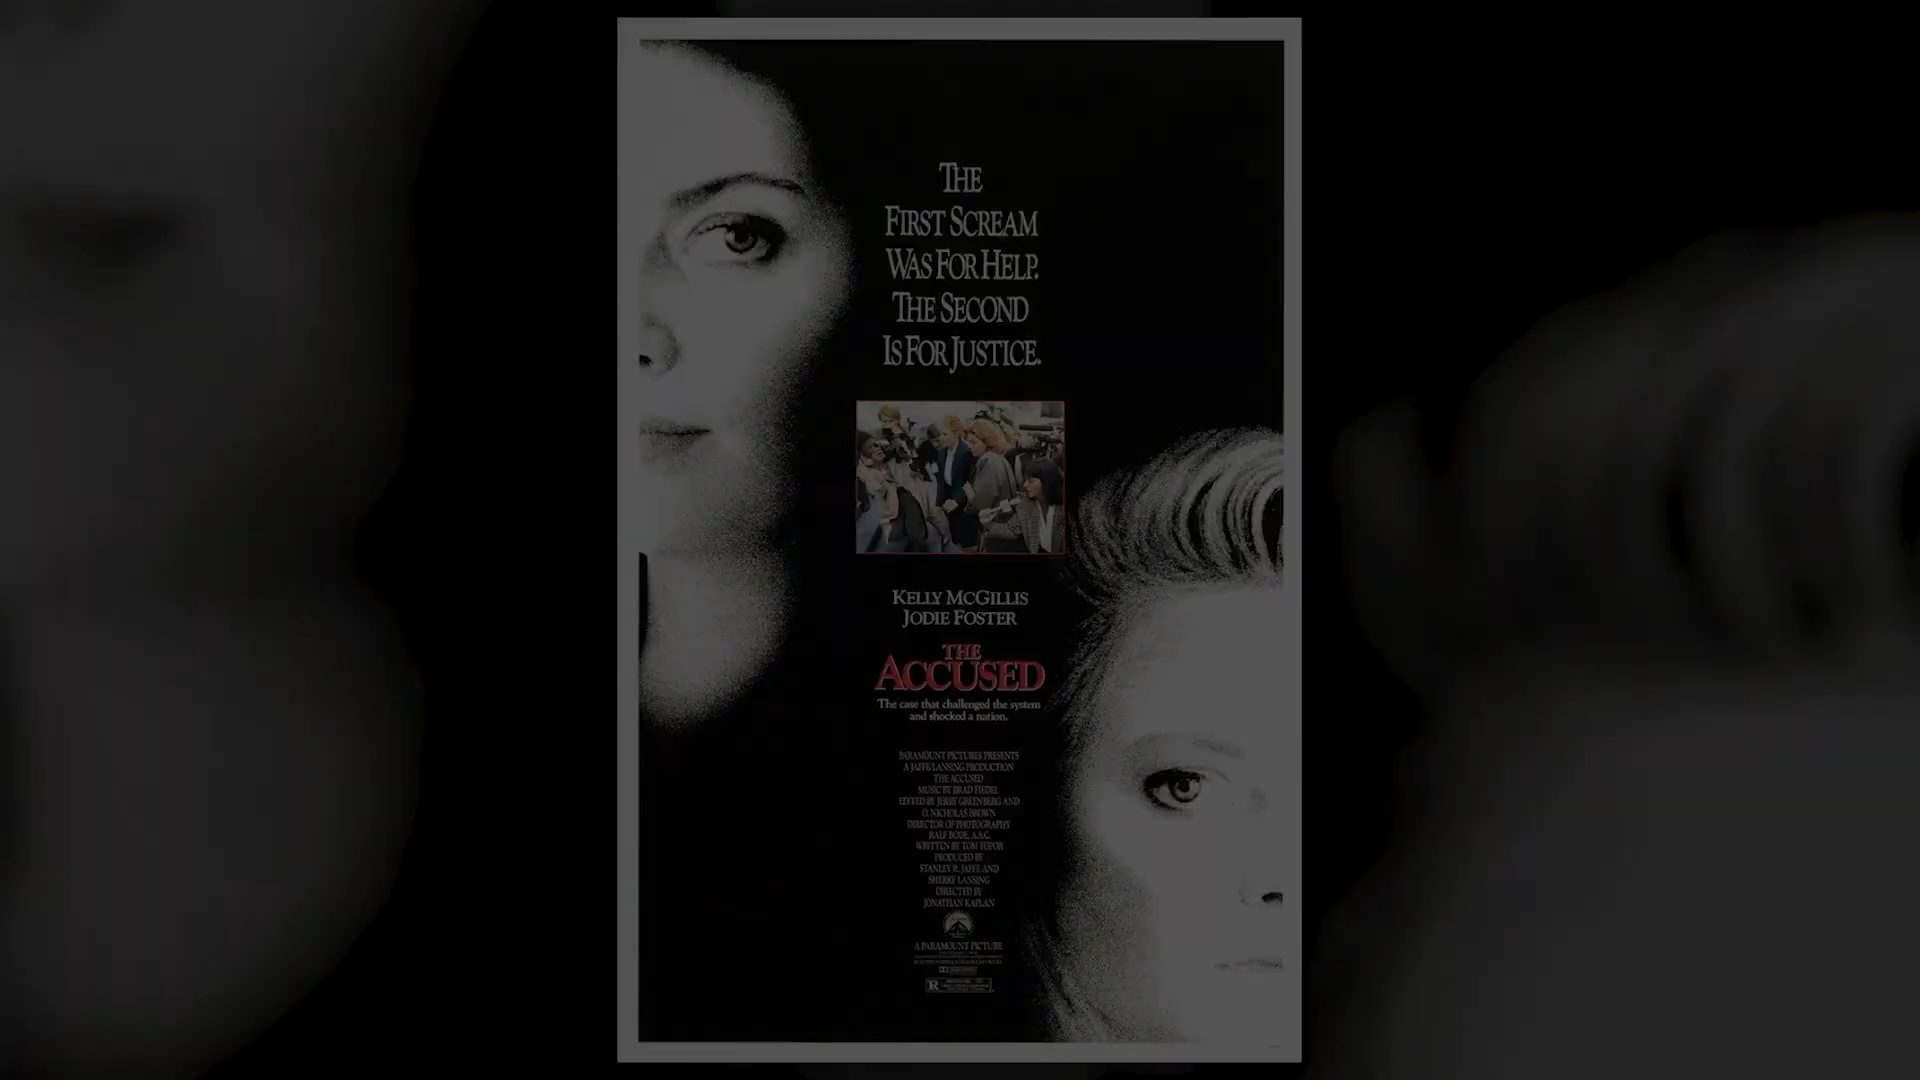 THE
FIRST SCREAM
WAS FOR HELP.
THE SECOND
IS FOR JUSTICE.
KELLY MCGILLIS
JODIE FOSTER
THE
ACCUSED
The case that challenged the system
and shocked a nation.
PARAMOUNT PICTURES PRESENTS
A JAFFE/LANSING PRODUCTION
THE ACCUSED
MUSIC BY BRAD FIEDEL
EDITED BY JERRY GREENBERG AND
O. NICHOLAS BROWN
DIRECTOR OF PHOTOGRAPHY
RALF BODE, A.S.C.
WRITTEN BY TOM TOPOR
PRODUCED BY
STANLEY R. JAFFE AND
SHERRY LANSING
DIRECTED BY
JONATHAN KAPLAN
A PARAMOUNT PICTURE
R